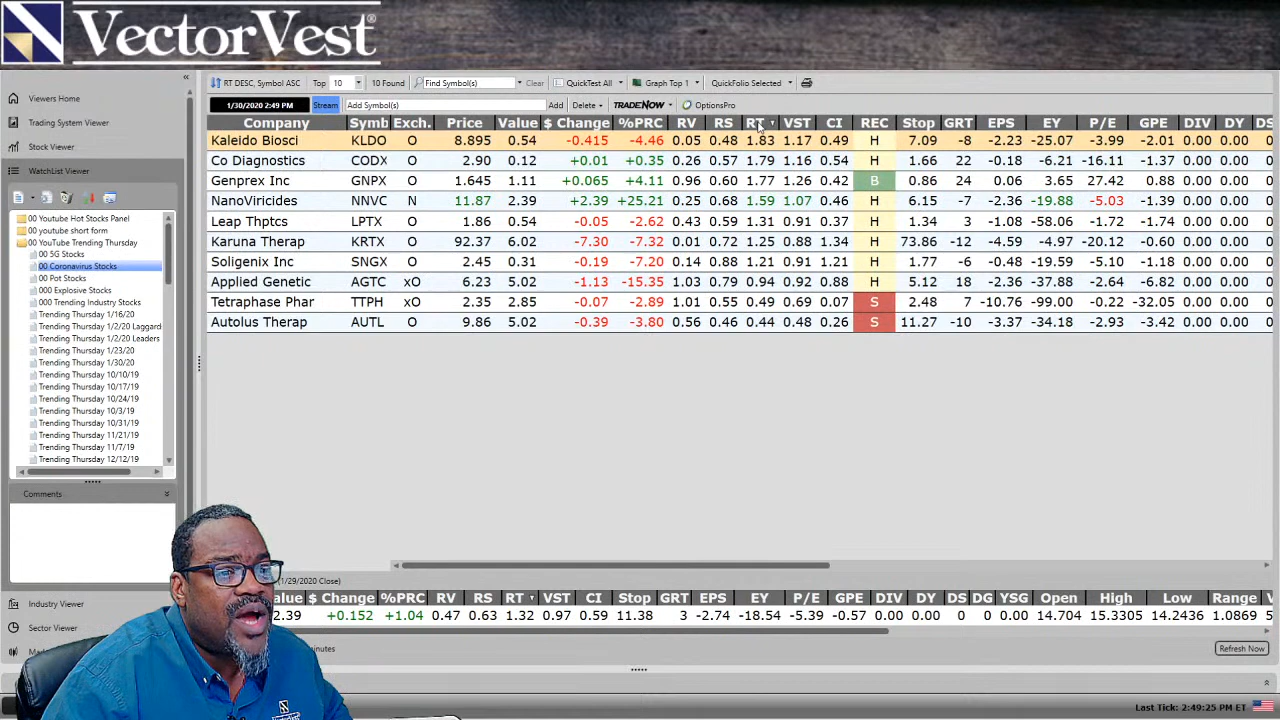 VectorVest®
«
RT DESC, Symbol ASC Top 10 10 Found Find Symbol(s) Clear QuickTest All Graph Top 1 QuickFolio Selected
1/30/2020 2:49 PM Stream Add Symbol(s) Add Delete TRADENOW OptionsPro
Viewers Home
Trading System Viewer
Stock Viewer
WatchList Viewer
00 Youtube Hot Stocks Panel
00 youtube short form
00 YouTube Trending Thursday
00 5G Stocks
00 Coronavirus Stocks
00 Pot Stocks
000 Explosive Stocks
000 Trending Industry Stocks
Trending Thursday 1/16/20
Trending Thursday 1/2/20 Laggard
Trending Thursday 1/2/20 Leaders
Trending Thursday 1/23/20
Trending Thursday 1/30/20
Trending Thursday 10/10/19
Trending Thursday 10/17/19
Trending Thursday 10/24/19
Trending Thursday 10/3/19
Trending Thursday 10/31/19
Trending Thursday 11/21/19
Trending Thursday 11/7/19
Trending Thursday 12/12/19
Comments
Industry Viewer
Sector Viewer
Company Symb Exch. Price Value $ Change %PRC RV RS RT VST CI REC Stop GRT EPS EY P/E GPE DIV DY DS
Kaleido Biosci KLDO O 8.895 0.54 -0.415 -4.46 0.05 0.48 1.83 1.17 0.49 H 7.09 -8 -2.23 -25.07 -3.99 -2.01 0.00 0.00
Co Diagnostics CODX O 2.90 0.12 +0.01 +0.35 0.26 0.57 1.79 1.16 0.54 H 1.66 22 -0.18 -6.21 -16.11 -1.37 0.00 0.00
Genprex Inc GNPX O 1.645 1.11 +0.065 +4.11 0.96 0.60 1.77 1.26 0.42 B 0.86 24 0.06 3.65 27.42 0.88 0.00 0.00
NanoViricides NNVC N 11.87 2.39 +2.39 +25.21 0.25 0.68 1.59 1.07 0.46 H 6.15 -7 -2.36 -19.88 -5.03 -1.39 0.00 0.00
Leap Thptcs LPTX O 1.86 0.54 -0.05 -2.62 0.43 0.69 1.31 0.91 0.37 H 1.34 3 -1.08 -58.06 -1.72 -1.74 0.00 0.00
Karuna Therap KRTX O 92.37 6.02 -7.30 -7.32 0.01 0.72 1.25 0.88 1.34 H 73.86 -12 -4.59 -4.97 -20.12 -0.60 0.00 0.00
Soligenix Inc SNGX O 2.45 0.31 -0.19 -7.20 0.14 0.88 1.21 0.91 1.21 H 1.77 -6 -0.48 -19.59 -5.10 -1.18 0.00 0.00
Applied Genetic AGTC xO 6.23 5.02 -1.13 -15.35 1.03 0.79 0.94 0.92 0.88 H 5.12 18 -2.36 -37.88 -2.64 -6.82 0.00 0.00
Tetraphase Phar TTPH xO 2.35 2.85 -0.07 -2.89 1.01 0.55 0.49 0.69 0.07 S 2.48 7 -10.76 -99.00 -0.22 -32.05 0.00 0.00
Autolus Therap AUTL O 9.86 5.02 -0.39 -3.80 0.56 0.46 0.44 0.48 0.26 S 11.27 -10 -3.37 -34.18 -2.93 -3.42 0.00 0.00
(1/29/2020 Close)
alue $ Change %PRC RV RS RT VST CI Stop GRT EPS EY P/E GPE DIV DY DS DG YSG Open High Low Range
2.39 +0.152 +1.04 0.47 0.63 1.32 0.97 0.59 11.38 3 -2.74 -18.54 -5.39 -0.57 0.00 0.00 0 0 0.00 14.704 15.3305 14.2436 1.0869
Refresh Now
VectorVest
Last Tick: 2:49:25 PM ET